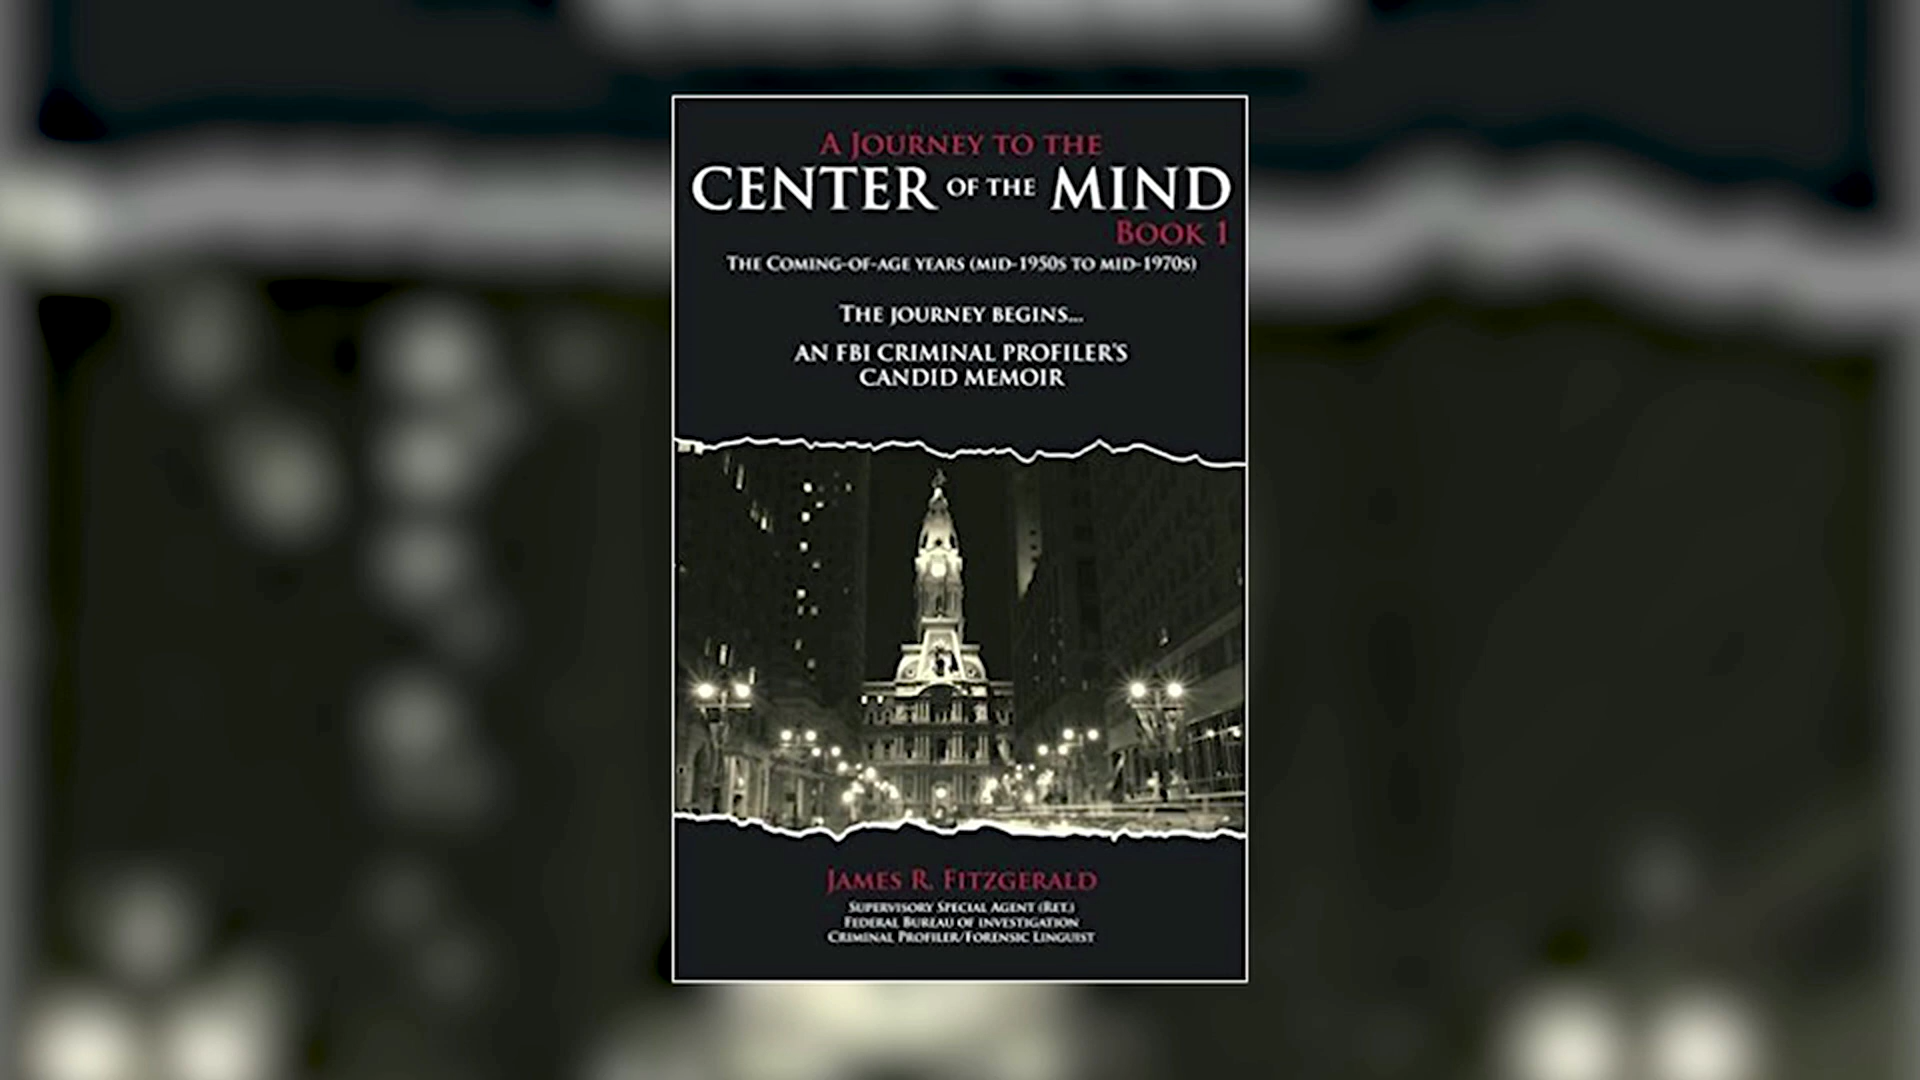 A Journey to the
CENTER OF THE MIND
Book 1
The Coming-of-age years (mid-1950s to mid-1970s)
The journey begins...
AN FBI CRIMINAL PROFILER'S
CANDID MEMOIR
James R. Fitzgerald
Supervisory Special Agent (Ret.)
Federal Bureau of investigation
Criminal Profiler/Forensic Linguist